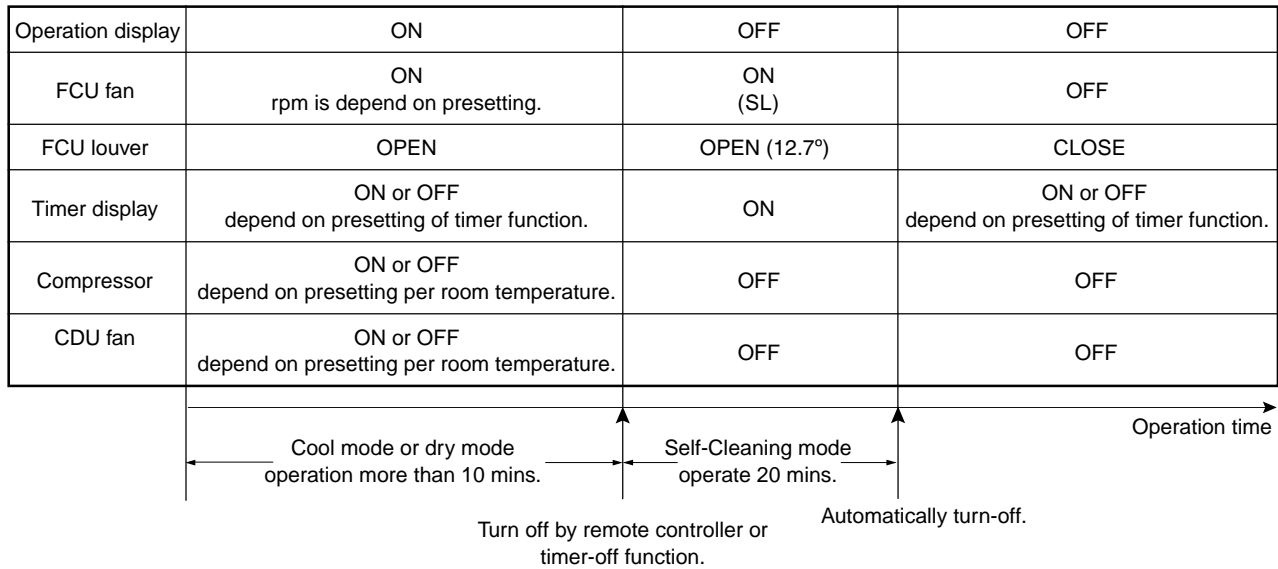 Operation display ON OFF OFF
FCU fan
ON
rpm is depend on presetting.
ON
(SL)
OFF
FCU louver OPEN OPEN (12.7º) CLOSE
Timer display
ON or OFF
depend on presetting of timer function.
ON
ON or OFF
depend on presetting of timer function.
Compressor
ON or OFF
depend on presetting per room temperature.
OFF
OFF
CDU fan
ON or OFF
depend on presetting per room temperature.
OFF
OFF
Operation time
Cool mode or dry mode
operation more than 10 mins.
Self-Cleaning mode
operate 20 mins.
Turn off by remote controller or
timer-off function.
Automatically turn-off.